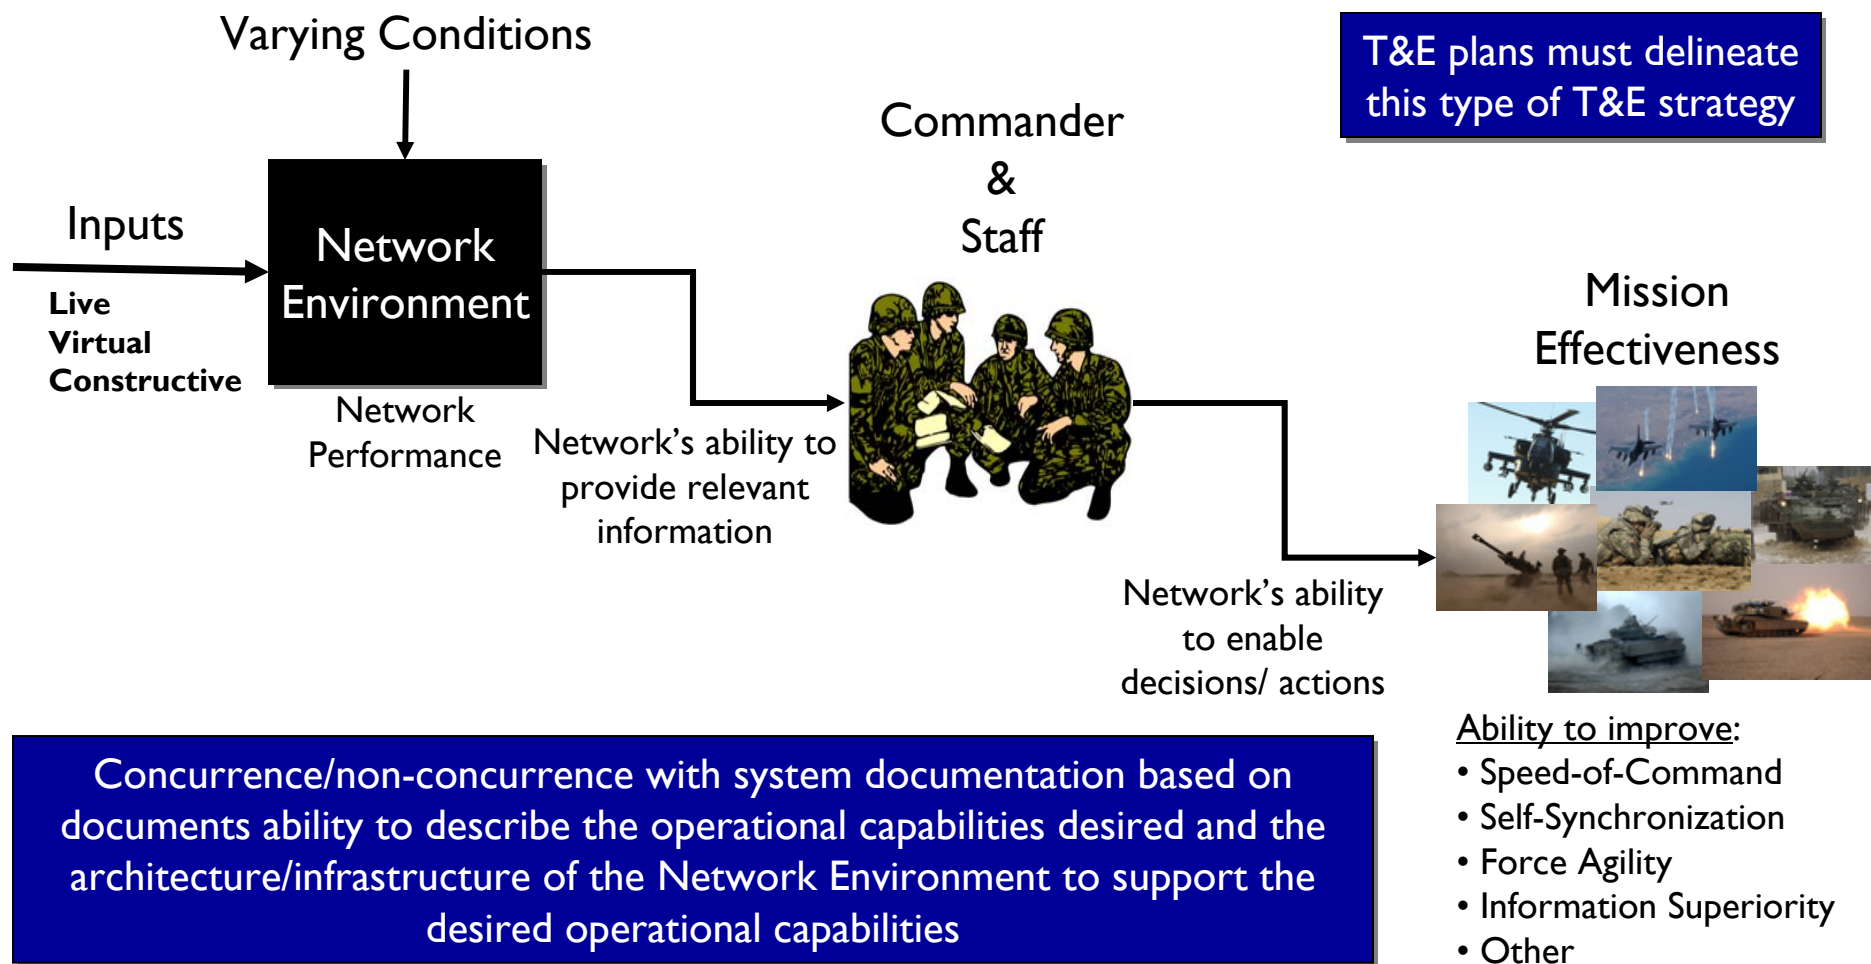 Varying Conditions
T&E plans must delineate
this type of T&E strategy
Commander
&
Staff
Inputs
Live
Virtual
Constructive
Network
Environment
Network
Performance
Network’s ability to
provide relevant
information
Mission
Effectiveness
Network’s ability
to enable
decisions/ actions
Ability to improve:
• Speed-of-Command
• Self-Synchronization
• Force Agility
• Information Superiority
• Other
Concurrence/non-concurrence with system documentation based on
documents ability to describe the operational capabilities desired and the
architecture/infrastructure of the Network Environment to support the
desired operational capabilities